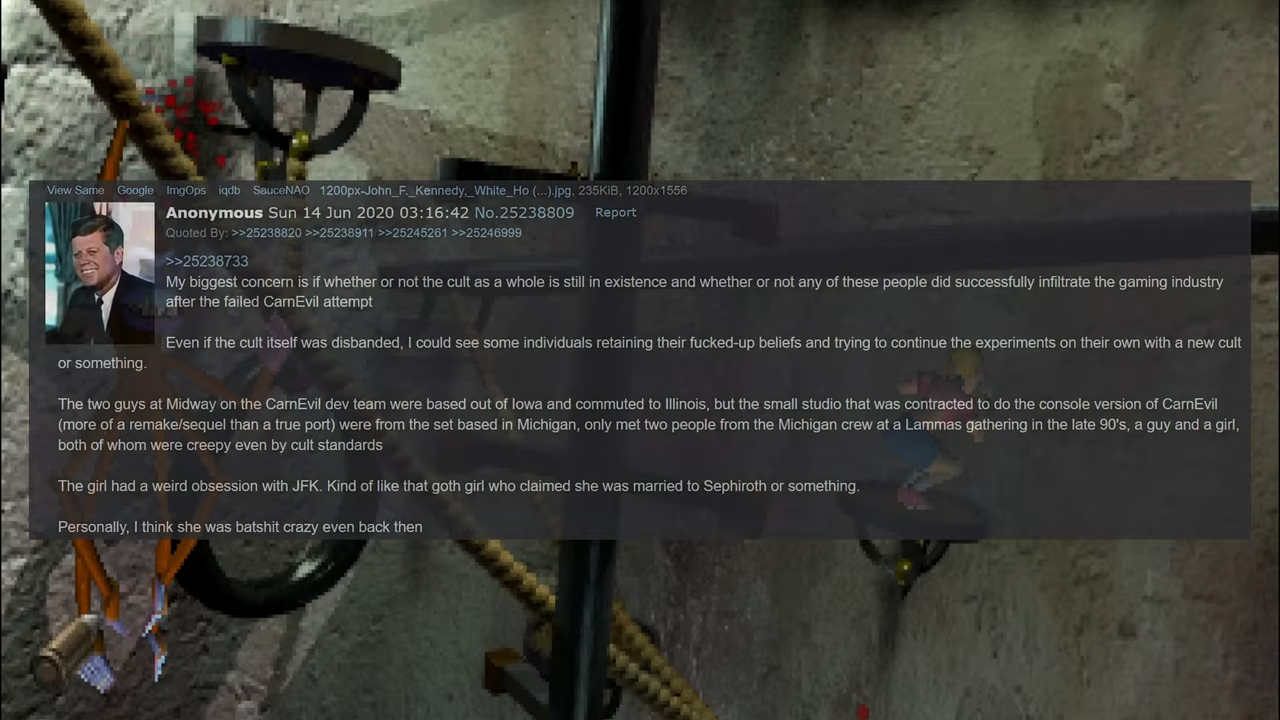 View Same Google ImgOps iqdb SauceNAO 1200px-John_F._Kennedy,_White_Ho (...).jpg, 235KiB, 1200x1556
Anonymous Sun 14 Jun 2020 03:16:42 No.25238809 Report
Quoted By: >>25238820 >>25238911 >>25245261 >>25246999
>>25238733
My biggest concern is if whether or not the cult as a whole is still in existence and whether or not any of these people did successfully infiltrate the gaming industry
after the failed CarnEvil attempt
Even if the cult itself was disbanded, I could see some individuals retaining their fucked-up beliefs and trying to continue the experiments on their own with a new cult
or something.
The two guys at Midway on the CarnEvil dev team were based out of Iowa and commuted to Illinois, but the small studio that was contracted to do the console version of CarnEvil
(more of a remake/sequel than a true port) were from the set based in Michigan, only met two people from the Michigan crew at a Lammas gathering in the late 90's, a guy and a girl,
both of whom were creepy even by cult standards
The girl had a weird obsession with JFK. Kind of like that goth girl who claimed she was married to Sephiroth or something.
Personally, I think she was batshit crazy even back then